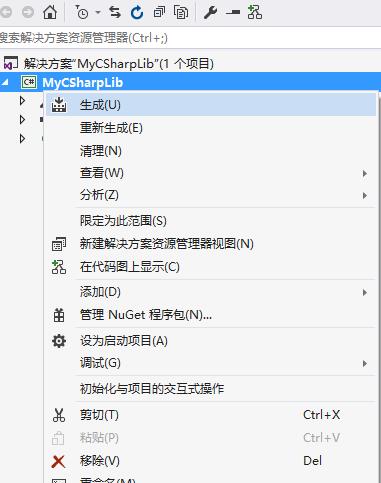 搜索解决方案资源管理器(Ctrl+;)
解决方案"MyCSharpLib"(1 个项目)
C# MyCSharpLib
生成(U)
重新生成(E)
清理(N)
查看(W)
分析(Z)
限定为此范围(S)
新建解决方案资源管理器视图(N)
在代码图上显示(C)
添加(D)
管理 NuGet 程序包(N)...
设为启动项目(A)
调试(G)
初始化与项目的交互式操作
剪切(T) Ctrl+X
粘贴(P) Ctrl+V
移除(V) Del
重命名(M)